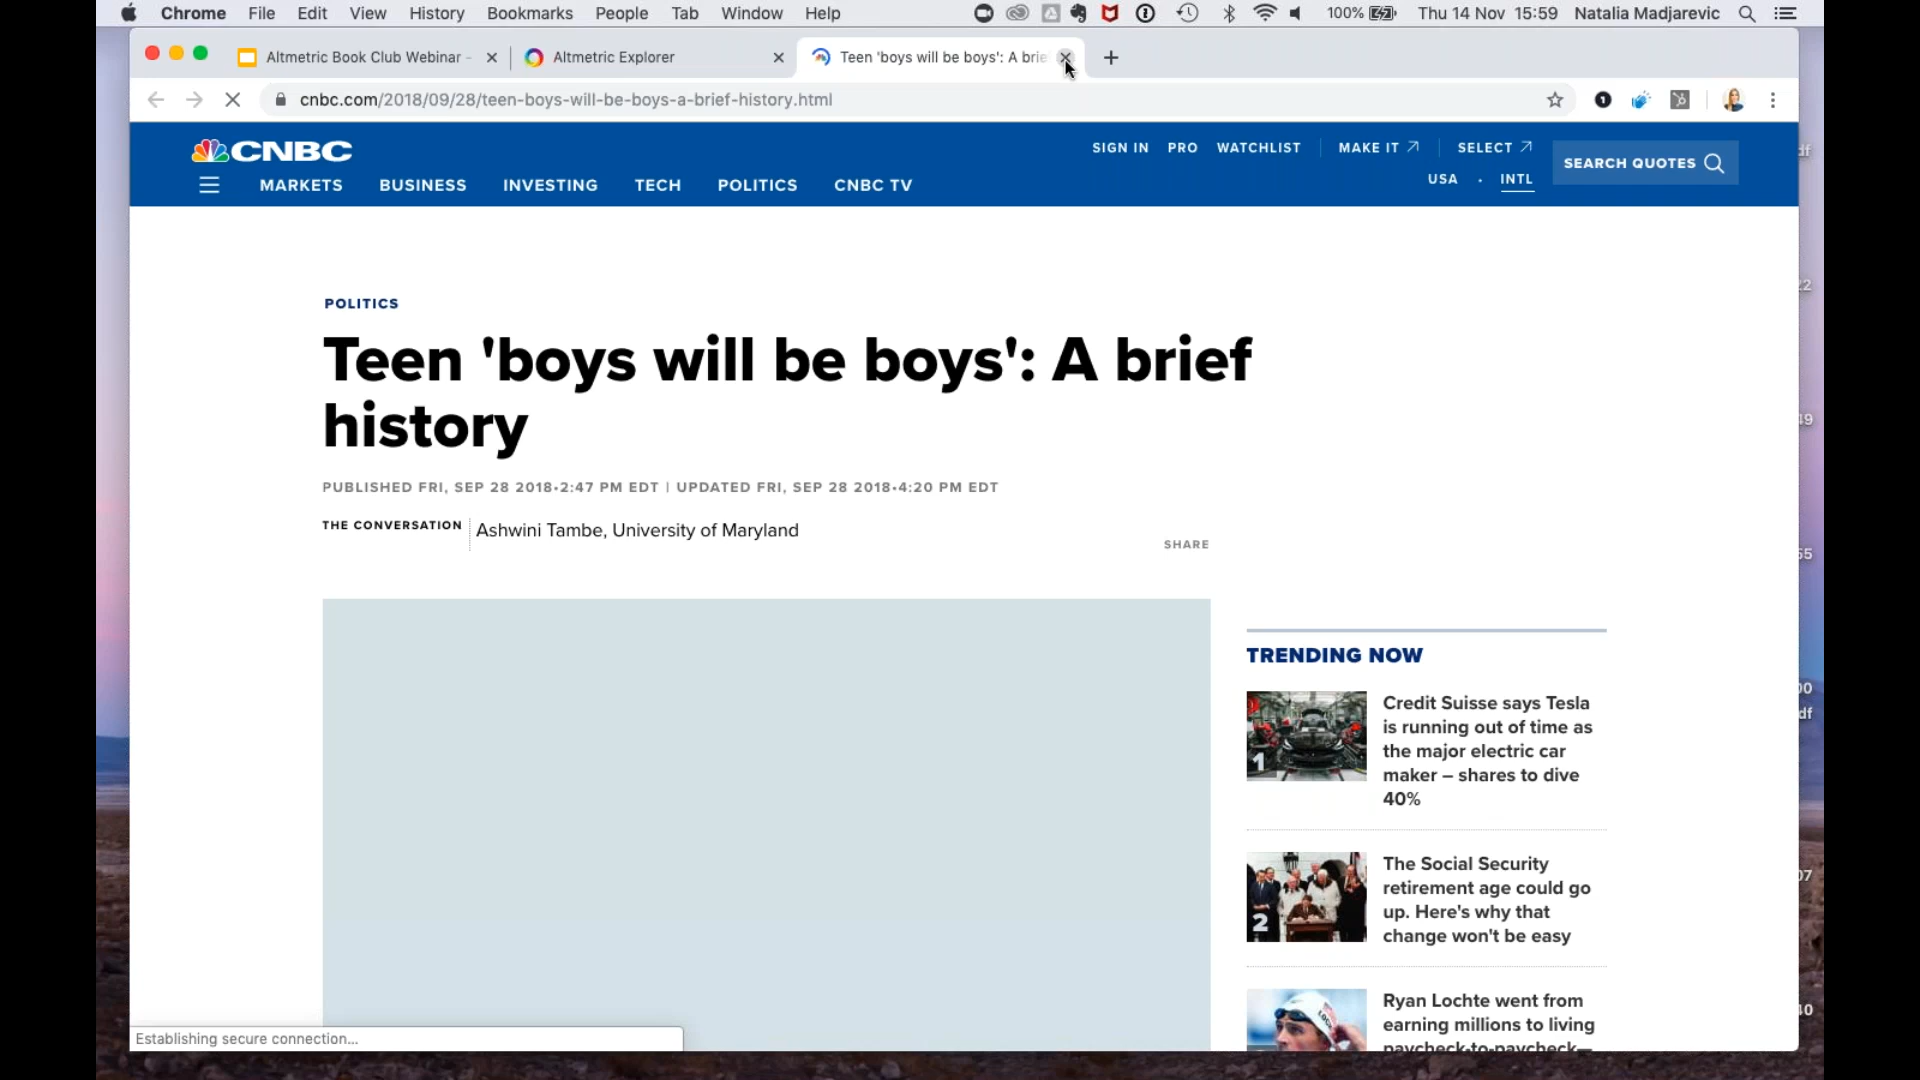 Chrome File Edit View History Bookmarks People Tab Window Help 100% Thu 14 Nov 15:59 Natalia Madjarevic
Altmetric Book Club Webinar - Altmetric Explorer Teen 'boys will be boys': A brie
cnbc.com/2018/09/28/teen-boys-will-be-boys-a-brief-history.html
CNBC SIGN IN PRO WATCHLIST MAKE IT SELECT
SEARCH QUOTES
MARKETS BUSINESS INVESTING TECH POLITICS CNBC TV USA · INTL
POLITICS
Teen 'boys will be boys': A brief
history
PUBLISHED FRI, SEP 28 2018•2:47 PM EDT | UPDATED FRI, SEP 28 2018•4:20 PM EDT
THE CONVERSATION Ashwini Tambe, University of Maryland
SHARE
TRENDING NOW
1
Credit Suisse says Tesla
is running out of time as
the major electric car
maker – shares to dive
40%
2
The Social Security
retirement age could go
up. Here's why that
change won't be easy
Ryan Lochte went from
earning millions to living
paycheck-to-paycheck—
Establishing secure connection...